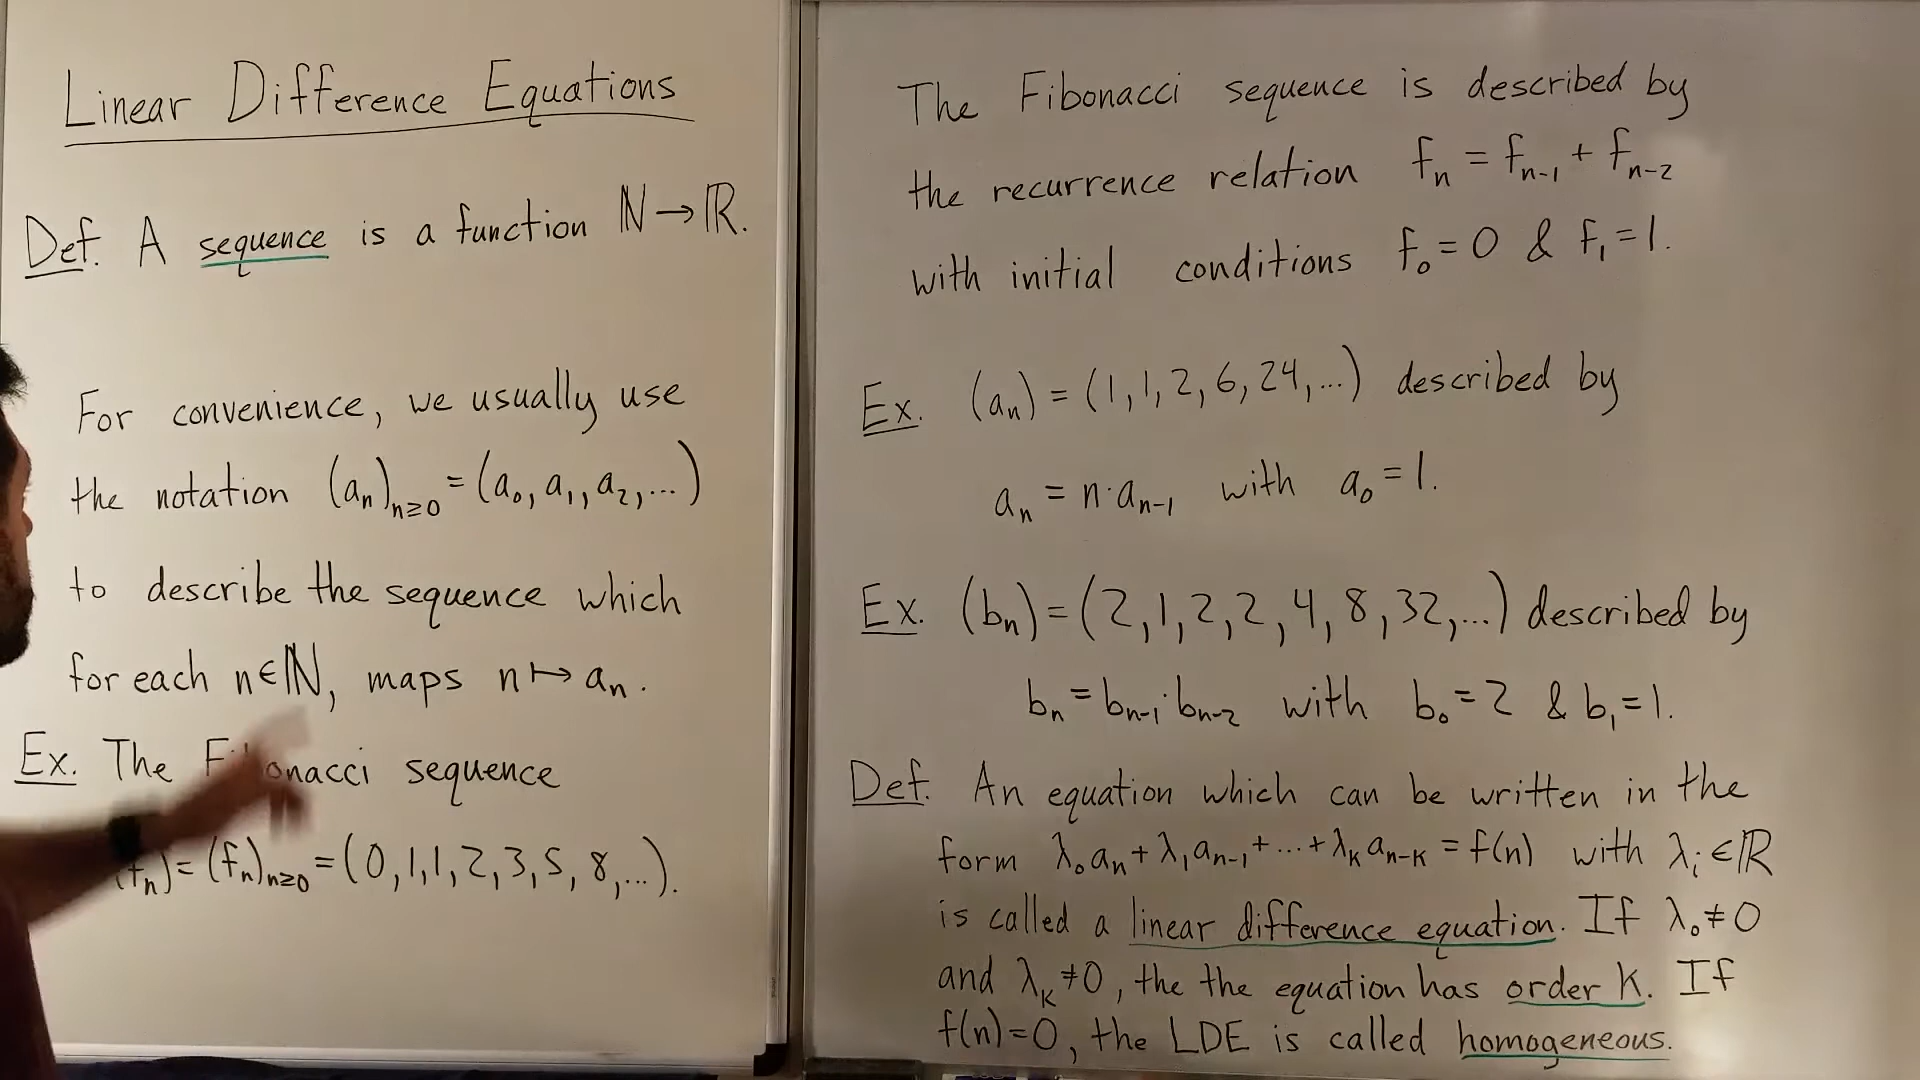 Linear Difference Equations
Def. A sequence is a function ℕ→ℝ.
For convenience, we usually use
the notation (aₙ)ₙ≥₀ = (a₀, a₁, a₂, ...)
to describe the sequence which
for each n∈ℕ, maps n↦aₙ.
Ex. The Fibonacci sequence
(fₙ) = (fₙ)ₙ≥₀ = (0,1,1,2,3,5,8,...).
The Fibonacci sequence is described by
the recurrence relation fₙ = fₙ₋₁ + fₙ₋₂
with initial conditions f₀=0 & f₁=1.
Ex. (aₙ) = (1,1,2,6,24,...) described by
aₙ = n·aₙ₋₁ with a₀=1.
Ex. (bₙ) = (2,1,2,2,4,8,32,...) described by
bₙ = bₙ₋₁·bₙ₋₂ with b₀=2 & b₁=1.
Def. An equation which can be written in the
form λ₀aₙ + λ₁aₙ₋₁ + ... + λₖaₙ₋ₖ = f(n) with λᵢ∈ℝ
is called a linear difference equation. If λ₀≠0
and λₖ≠0, the the equation has order k. If
f(n)=0, the LDE is called homogeneous.